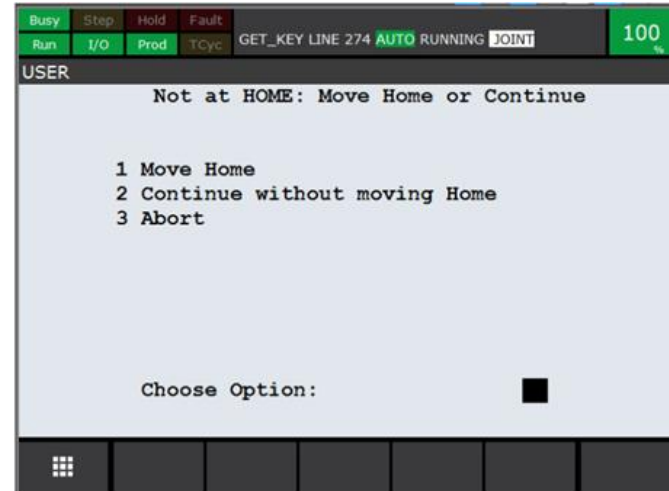 Busy Step Hold Fault
Run I/O Prod TCyc GET_KEY LINE 274 AUTO RUNNING JOINT 100 %
USER
Not at HOME: Move Home or Continue
1 Move Home
2 Continue without moving Home
3 Abort
Choose Option: